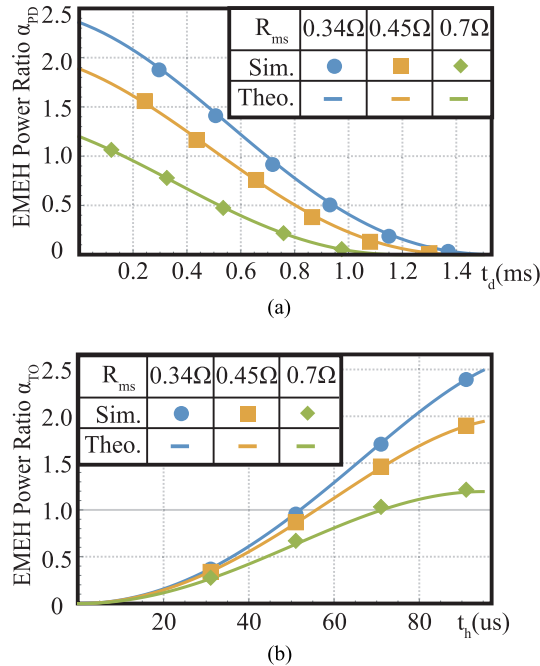 EMEH Power Ratio α_PD
2.5
2.0
1.5
1.0
0.5
0
R_ms 0.34Ω 0.45Ω 0.7Ω
Sim.
Theo.
0.2 0.4 0.6 0.8 1.0 1.2 1.4 t_d(ms)
(a)
EMEH Power Ratio α_TO
2.5
2.0
1.5
1.0
0.5
0
R_ms 0.34Ω 0.45Ω 0.7Ω
Sim.
Theo.
20 40 60 80 t_h(us)
(b)